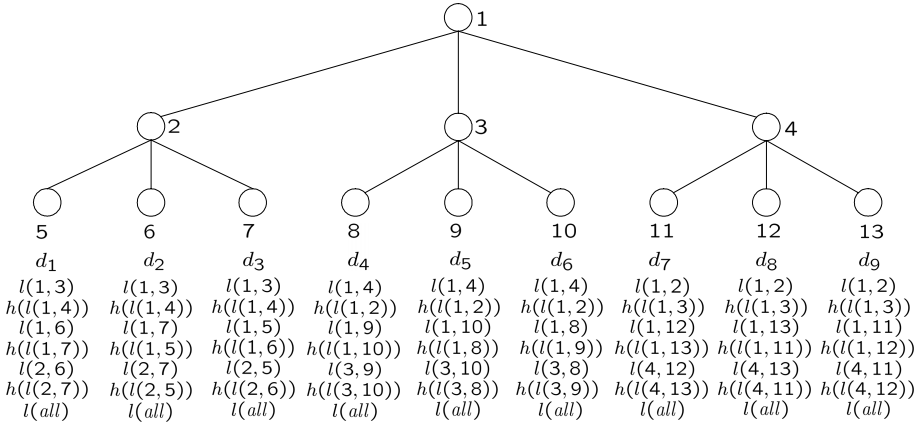 1
2 3 4
5 6 7 8 9 10 11 12 13
d1 d2 d3 d4 d5 d6 d7 d8 d9
l(1,3) l(1,3) l(1,3) l(1,4) l(1,4) l(1,4) l(1,2) l(1,2) l(1,2)
h(l(1,4)) h(l(1,4)) h(l(1,4)) h(l(1,2)) h(l(1,2)) h(l(1,2)) h(l(1,3)) h(l(1,3)) h(l(1,3))
l(1,6) l(1,7) l(1,5) l(1,9) l(1,10) l(1,8) l(1,12) l(1,13) l(1,11)
h(l(1,7)) h(l(1,5)) h(l(1,6)) h(l(1,10)) h(l(1,8)) h(l(1,9)) h(l(1,13)) h(l(1,11)) h(l(1,12))
l(2,6) l(2,7) l(2,5) l(3,9) l(3,10) l(3,8) l(4,12) l(4,13) l(4,11)
h(l(2,7)) h(l(2,5)) h(l(2,6)) h(l(3,10)) h(l(3,8)) h(l(3,9)) h(l(4,13)) h(l(4,11)) h(l(4,12))
l(all) l(all) l(all) l(all) l(all) l(all) l(all) l(all) l(all)